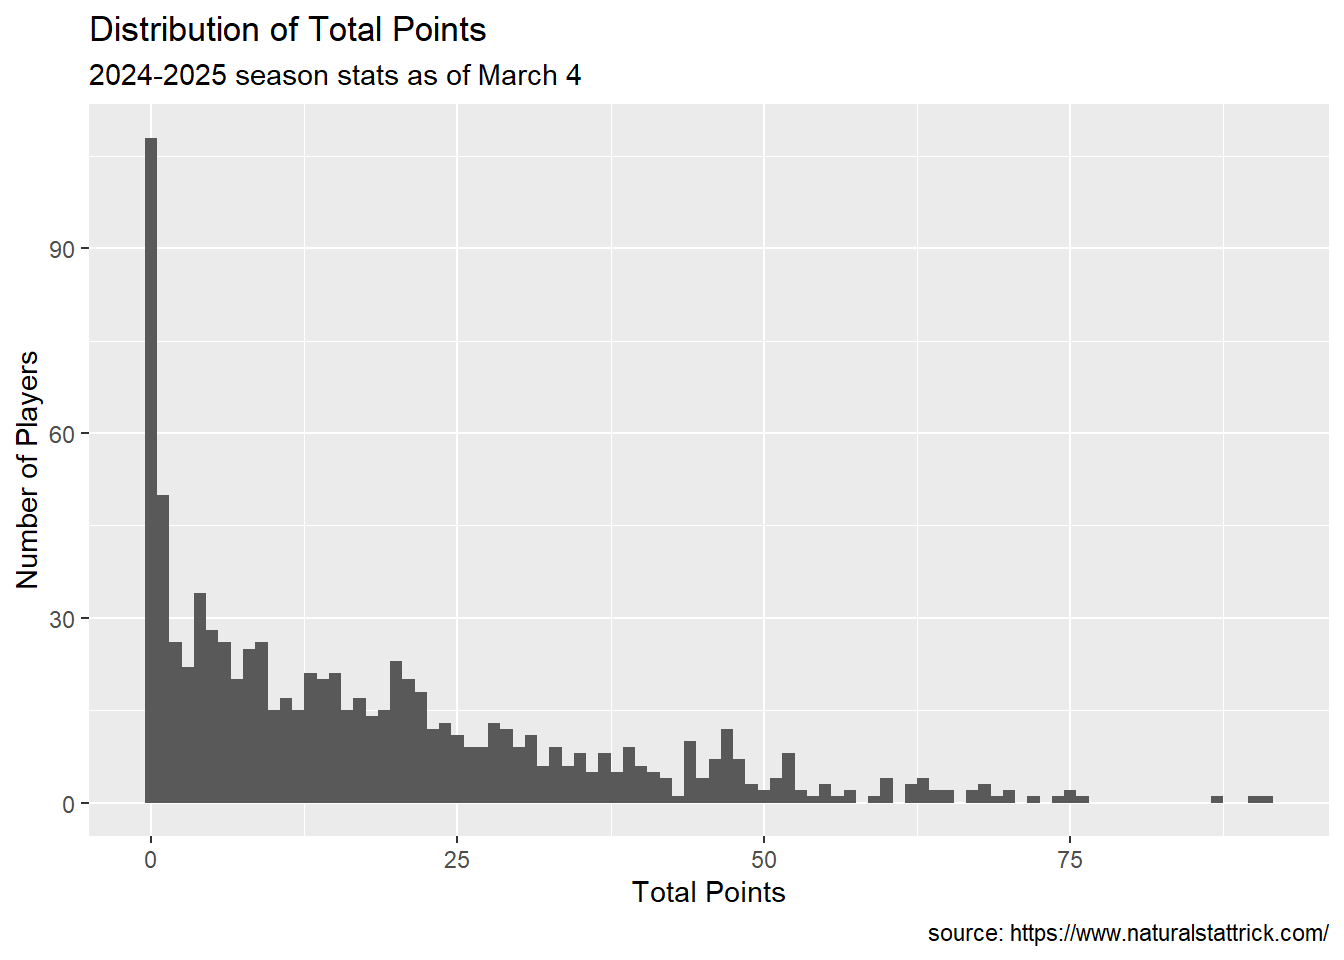 Distribution of Total Points
2024-2025 season stats as of March 4
Number of Players
90
60
30
0
0 25 50 75
Total Points
source: https://www.naturalstattrick.com/